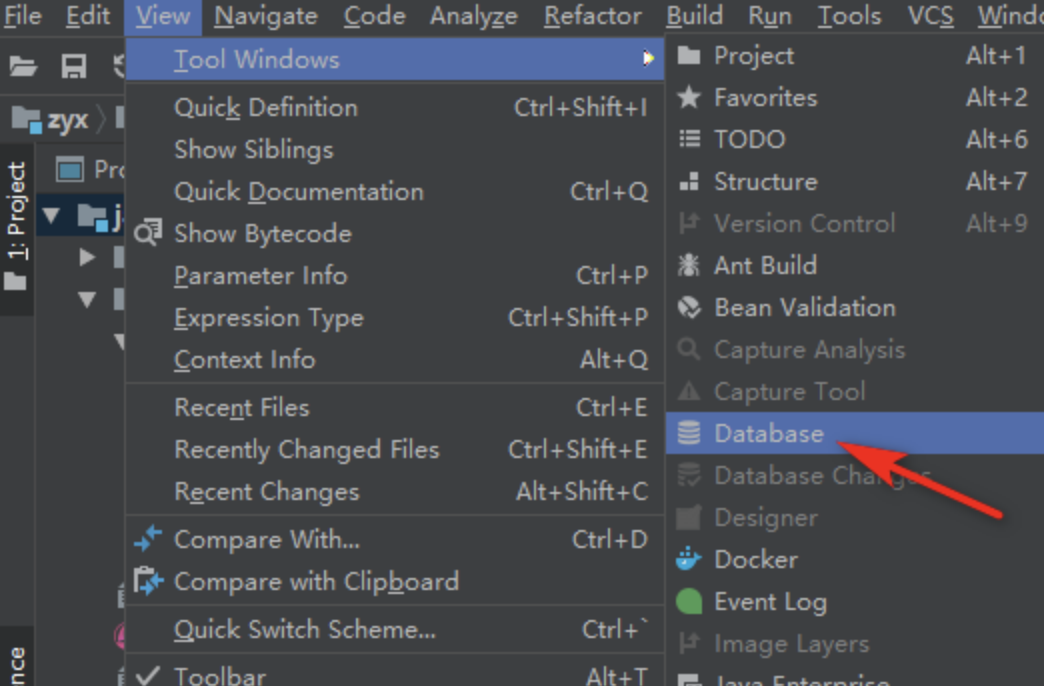 File Edit View Navigate Code Analyze Refactor Build Run Tools VCS
zyx
1: Project
Tool Windows
Quick Definition Ctrl+Shift+I
Show Siblings
Quick Documentation Ctrl+Q
Show Bytecode
Parameter Info Ctrl+P
Expression Type Ctrl+Shift+P
Context Info Alt+Q
Recent Files Ctrl+E
Recently Changed Files Ctrl+Shift+E
Recent Changes Alt+Shift+C
Compare With... Ctrl+D
Compare with Clipboard
Quick Switch Scheme... Ctrl+`
Toolbar Alt+T
Project Alt+1
Favorites Alt+2
TODO Alt+6
Structure Alt+7
Version Control Alt+9
Ant Build
Bean Validation
Capture Analysis
Capture Tool
Database
Database Changes
Designer
Docker
Event Log
Image Layers
Java Enterprise